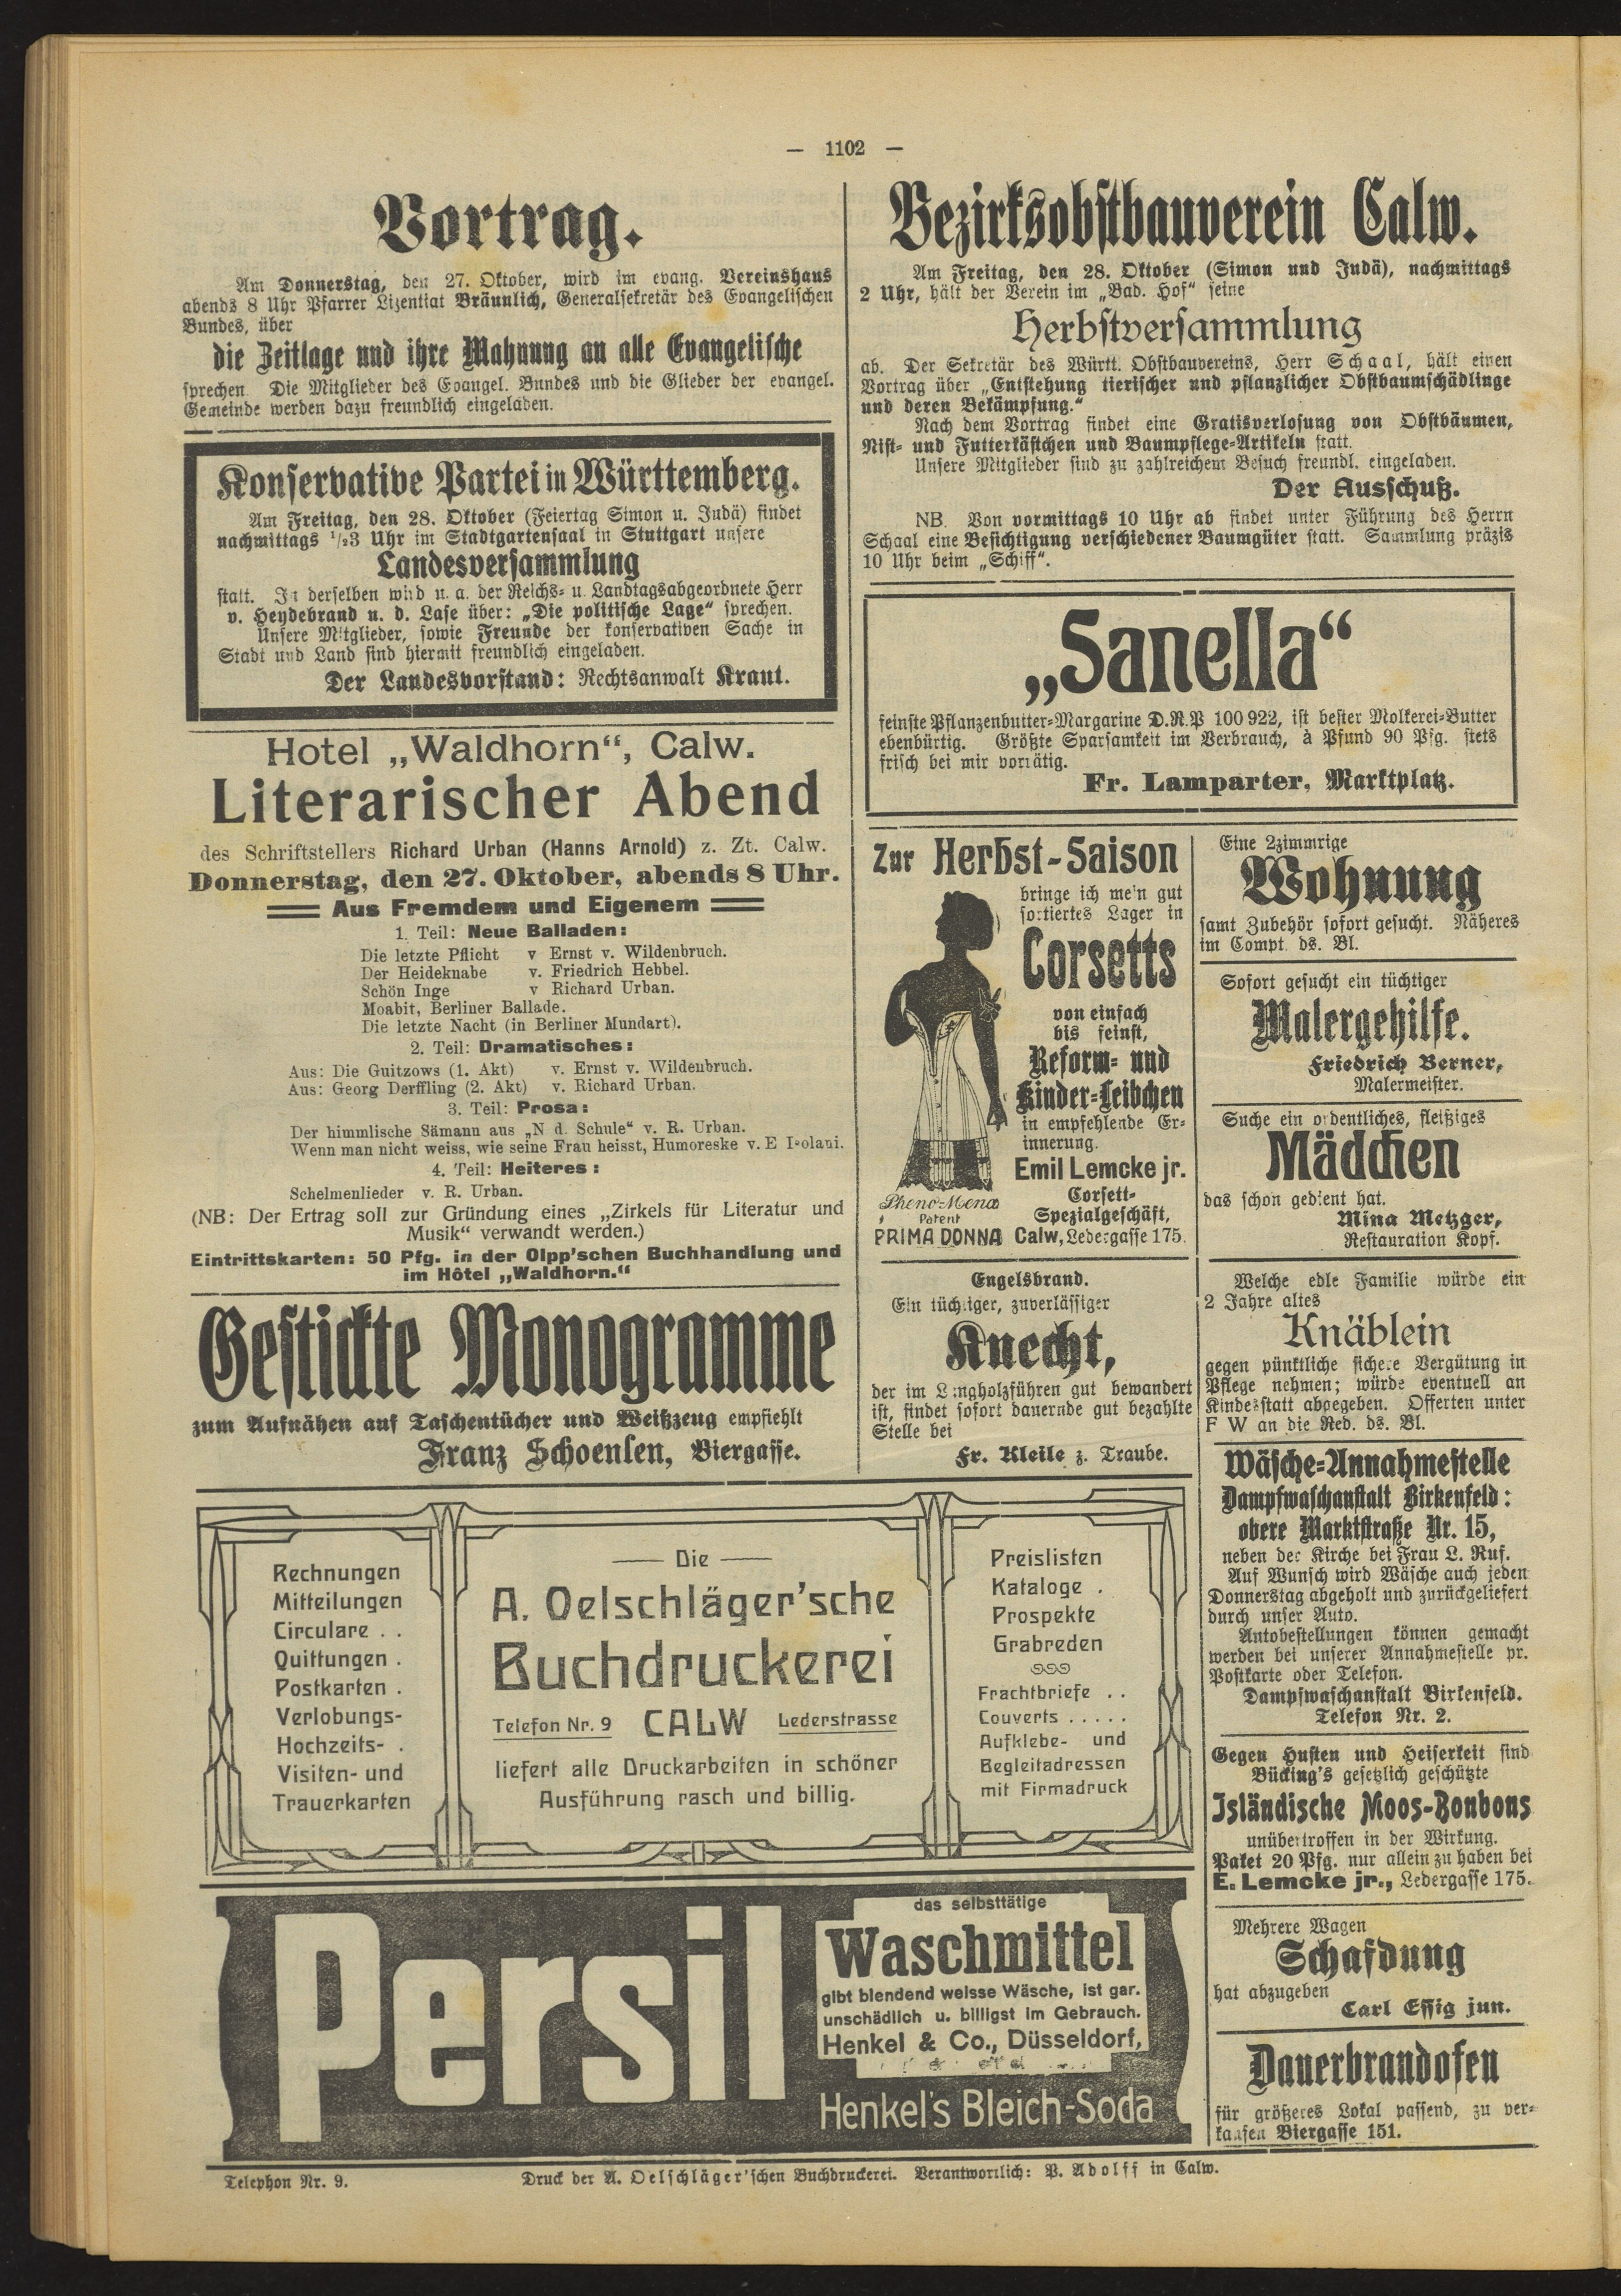 — 1102 —
Vortrag.
Am Donnerstag, den 27. Oktober, wird im evang. Vereinshaus
abends 8 Uhr Pfarrer Lizentiat Bräunlich, Generalsekretär des Evangelischen
Bundes, über
die Zeitlage und ihre Mahnung an alle Evangelische
sprechen. Die Mitglieder des Evangel. Bundes und die Glieder der evangel.
Gemeinde werden dazu freundlich eingeladen.
Konservative Partei in Württemberg.
Am Freitag, den 28. Oktober (Feiertag Simon u. Judä) findet
nachmittags 1/23 Uhr im Stadtgartensaal in Stuttgart unsere
Landesversammlung
statt. In derselben wird u. a. der Reichs- u. Landtagsabgeordnete Herr
v. Heydebrand u. d. Lase über: „Die politische Lage“ sprechen.
Unsere Mitglieder, sowie Freunde der konservativen Sache in
Stadt und Land sind hiermit freundlich eingeladen.
Der Landesvorstand: Rechtsanwalt Kraut.
Hotel „Waldhorn“, Calw.
Literarischer Abend
des Schriftstellers Richard Urban (Hanns Arnold) z. Zt. Calw.
Donnerstag, den 27. Oktober, abends 8 Uhr.
Aus Fremdem und Eigenem
1. Teil: Neue Balladen:
Die letzte Pflicht v Ernst v. Wildenbruch.
Der Heideknabe v. Friedrich Hebbel.
Schön Inge v Richard Urban.
Moabit, Berliner Ballade.
Die letzte Nacht (in Berliner Mundart).
2. Teil: Dramatisches:
Aus: Die Guitzows (1. Akt) v. Ernst v. Wildenbruch.
Aus: Georg Derffling (2. Akt) v. Richard Urban.
3. Teil: Prosa:
Der himmlische Sämann aus „N d. Schule“ v. R. Urban.
Wenn man nicht weiss, wie seine Frau heisst, Humoreske v. E Isolani.
4. Teil: Heiteres:
Schelmenlieder v. R. Urban.
(NB: Der Ertrag soll zur Gründung eines „Zirkels für Literatur und
Musik“ verwandt werden.)
Eintrittskarten: 50 Pfg. in der Olpp'schen Buchhandlung und
im Hôtel „Waldhorn.“
Gestickte Monogramme
zum Aufnähen auf Taschentücher und Weißzeug empfiehlt
Franz Schoenlen, Biergasse.
Bezirksobstbauverein Calw.
Am Freitag, den 28. Oktober (Simon und Judä), nachmittags
2 Uhr, hält der Verein im „Bad. Hof“ seine
Herbstversammlung
ab. Der Sekretär des Württ. Obstbauvereins, Herr Schaal, hält einen
Vortrag über „Entstehung tierischer und pflanzlicher Obstbaumschädlinge
und deren Bekämpfung.“
Nach dem Vortrag findet eine Gratisverlosung von Obstbäumen,
Nist- und Futterkästchen und Baumpflege-Artikeln statt.
Unsere Mitglieder sind zu zahlreichem Besuch freundl. eingeladen.
Der Ausschuß.
NB. Von vormittags 10 Uhr ab findet unter Führung des Herrn
Schaal eine Besichtigung verschiedener Baumgüter statt. Sammlung präzis
10 Uhr beim „Schiff“.
„Sanella“
feinste Pflanzenbutter-Margarine D.R.P 100 922, ist bester Molkerei-Butter
ebenbürtig. Größte Sparsamkeit im Verbrauch, à Pfund 90 Pfg. stets
frisch bei mir vorrätig.
Fr. Lamparter, Marktplatz.
Zur Herbst-Saison
bringe ich mein gut
sortiertes Lager in
Corsetts
von einfach
bis feinst,
Reform- und
Kinder-Leibchen
in empfehlende Er-
innerung.
Emil Lemcke jr.
Corsett-
Spezialgeschäft,
Calw, Ledergasse 175.
Pheno-Mena
Patent
PRIMA DONNA
Engelsbrand.
Ein tüchtiger, zuverlässiger
Knecht,
der im Langholzführen gut bewandert
ist, findet sofort dauernde gut bezahlte
Stelle bei
Fr. Kleile z. Traube.
Eine 2zimmrige
Wohnung
samt Zubehör sofort gesucht. Näheres
im Compt. ds. Bl.
Sofort gesucht ein tüchtiger
Malergehilfe.
Friedrich Berner,
Malermeister.
Suche ein ordentliches, fleißiges
Mädchen
das schon gedient hat.
Mina Metzger,
Restauration Kopf.
Welche edle Familie würde ein
2 Jahre altes
Knäblein
gegen pünktliche sichere Vergütung in
Pflege nehmen; würde eventuell an
Kindesstatt abgegeben. Offerten unter
F W an die Red. ds. Bl.
Wäsche-Annahmestelle
Dampfwaschanstalt Birkenfeld:
obere Marktstraße Nr. 15,
neben der Kirche bei Frau L. Ruf.
Auf Wunsch wird Wäsche auch jeden
Donnerstag abgeholt und zurückgeliefert
durch unser Auto.
Autobestellungen können gemacht
werden bei unserer Annahmestelle pr.
Postkarte oder Telefon.
Dampfwaschanstalt Birkenfeld.
Telefon Nr. 2.
Gegen Husten und Heiserkeit sind
Bücking's gesetzlich geschützte
Isländische Moos-Bonbons
unübertroffen in der Wirkung.
Paket 20 Pfg. nur allein zu haben bei
E. Lemcke jr., Ledergasse 175.
Mehrere Wagen
Schafdung
hat abzugeben
Carl Essig jun.
Dauerbrandofen
für größeres Lokal passend, zu ver-
kaufen Biergasse 151.
Rechnungen
Mitteilungen
Circulare . .
Quittungen .
Postkarten .
Verlobungs-
Hochzeits- .
Visiten- und
Trauerkarten
— Die —
A. Oelschläger'sche
Buchdruckerei
Telefon Nr. 9 CALW Lederstrasse
liefert alle Druckarbeiten in schöner
Ausführung rasch und billig.
Preislisten
Kataloge .
Prospekte
Grabreden
Frachtbriefe . .
Couverts . . . . .
Aufklebe- und
Begleitadressen
mit Firmadruck
Persil
das selbsttätige
Waschmittel
gibt blendend weisse Wäsche, ist gar.
unschädlich u. billigst im Gebrauch.
Henkel & Co., Düsseldorf,
Henkel's Bleich-Soda
Telephon Nr. 9.
Druck der A. Oelschläger'schen Buchdruckerei. Verantwortlich: P. Adolff in Calw.